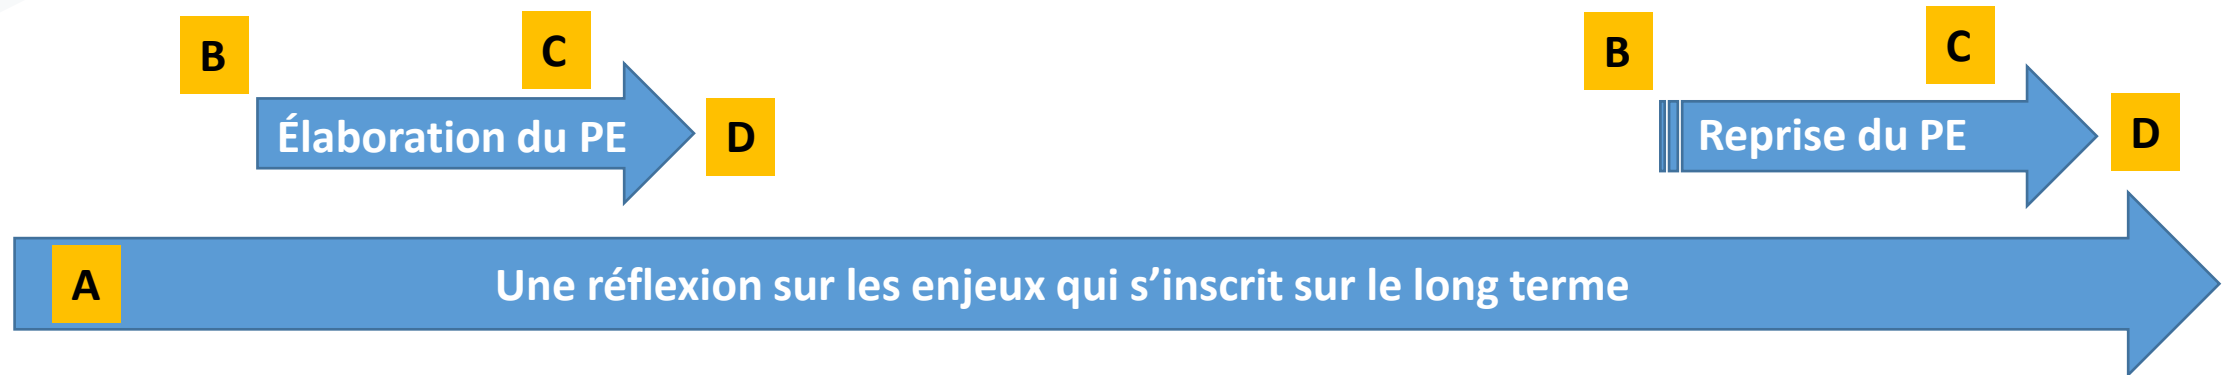 B
C
Élaboration du PE
D
B
C
Reprise du PE
D
A
Une réflexion sur les enjeux qui s’inscrit sur le long terme